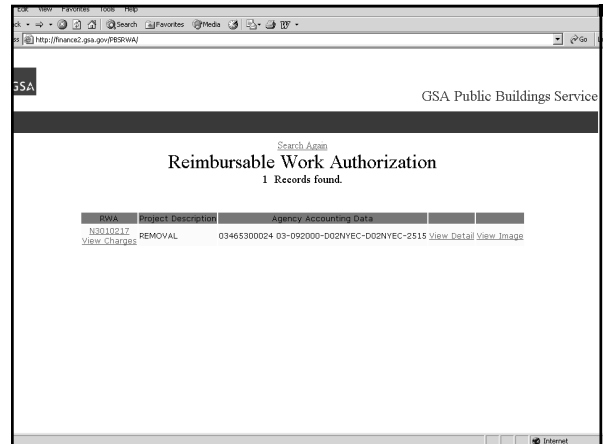 Edit View Favorites Tools Help
Search Favorites Media
http://finance2.gsa.gov/PBSRWA/ Go
GSA
GSA Public Buildings Service
Search Again
Reimbursable Work Authorization
1 Records found.
RWA Project Description Agency Accounting Data
N3010217 REMOVAL 03465300024 03-092000-D02NYEC-D02NYEC-2515 View Detail View Image
View Charges
Internet